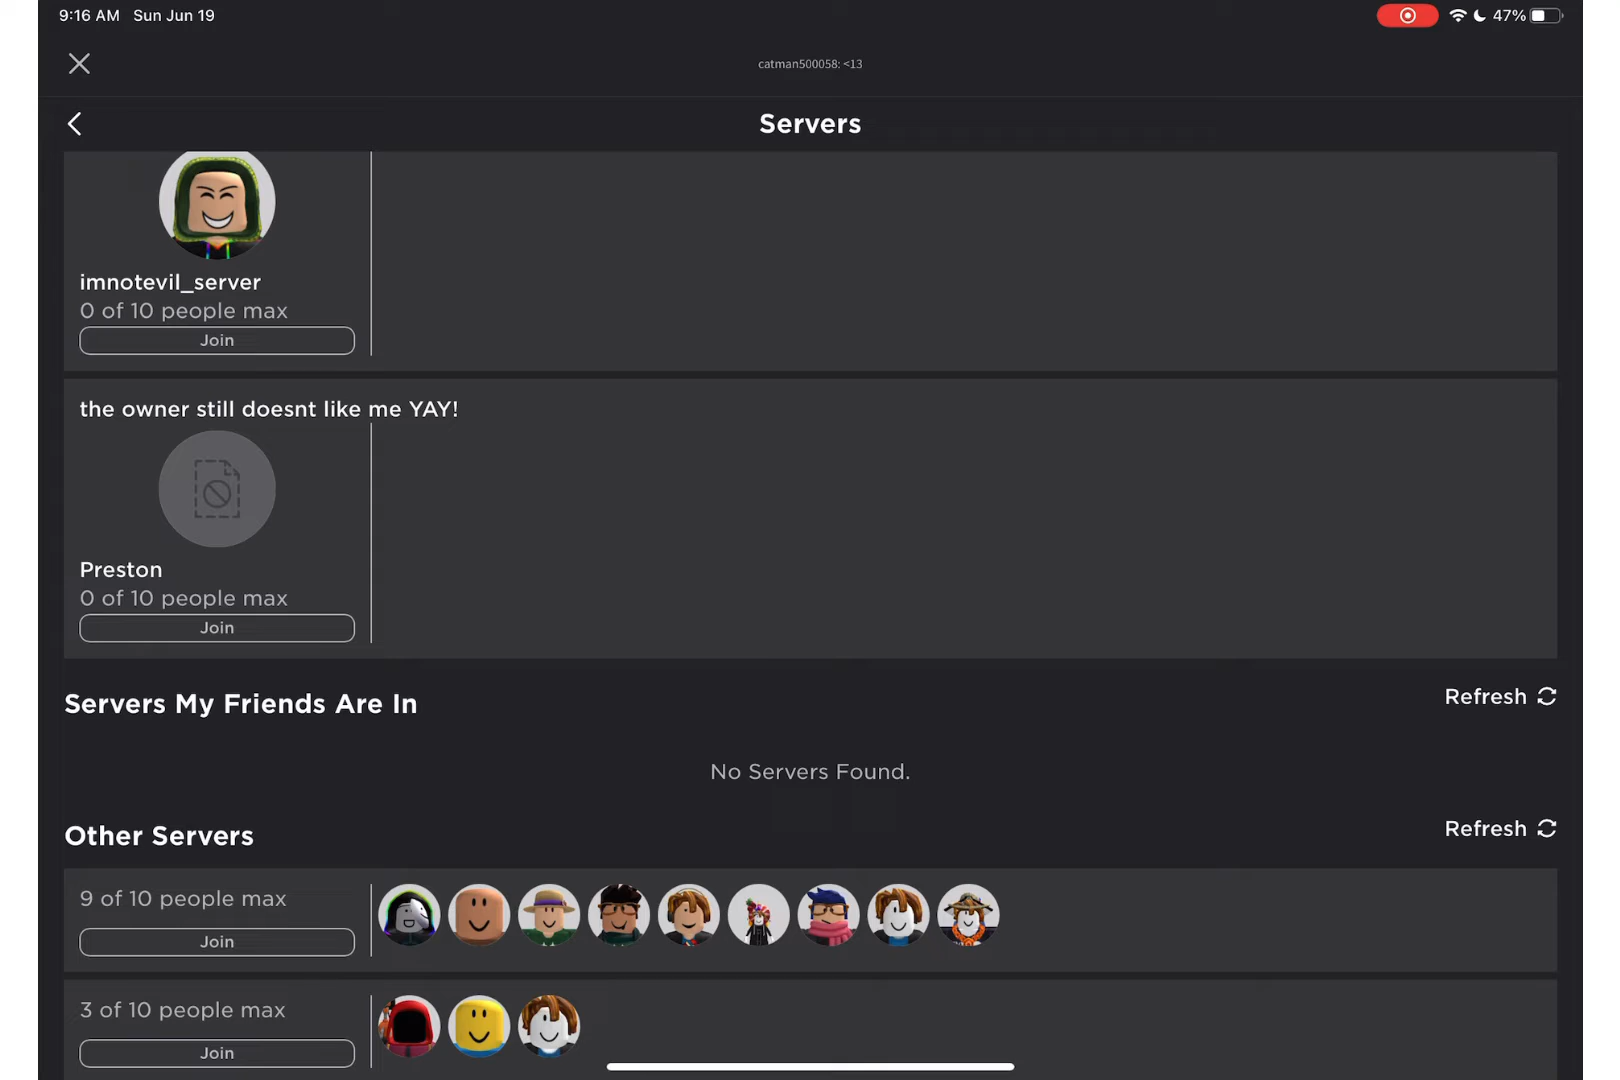 9:16 AM Sun Jun 19
47%
catman500058: <13
Servers
imnotevil_server
0 of 10 people max
Join
the owner still doesnt like me YAY!
Preston
0 of 10 people max
Join
Servers My Friends Are In
Refresh
No Servers Found.
Other Servers
Refresh
9 of 10 people max
Join
3 of 10 people max
Join